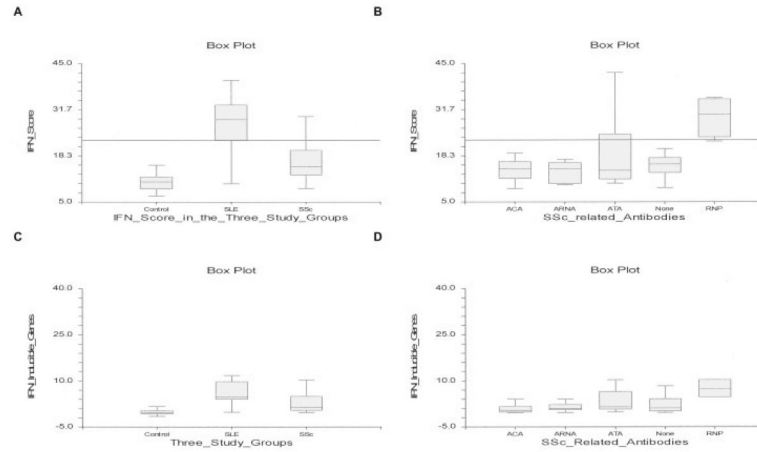 A
Box Plot
45.0
31.7
18.3
5.0
IFN_Score
Control SLE SSc
IFN_Score_in_the_Three_Study_Groups
B
Box Plot
45.0
31.7
18.3
5.0
IFN_Score
ACA ARNA ATA None RNP
SSc_related_Antibodies
C
Box Plot
40.0
25.0
10.0
-5.0
IFN_Inducible_Genes
Control SLE SSc
Three_Study_Groups
D
Box Plot
40.0
25.0
10.0
-5.0
IFN_Inducible_Genes
ACA ARNA ATA None RNP
SSc_Related_Antibodies